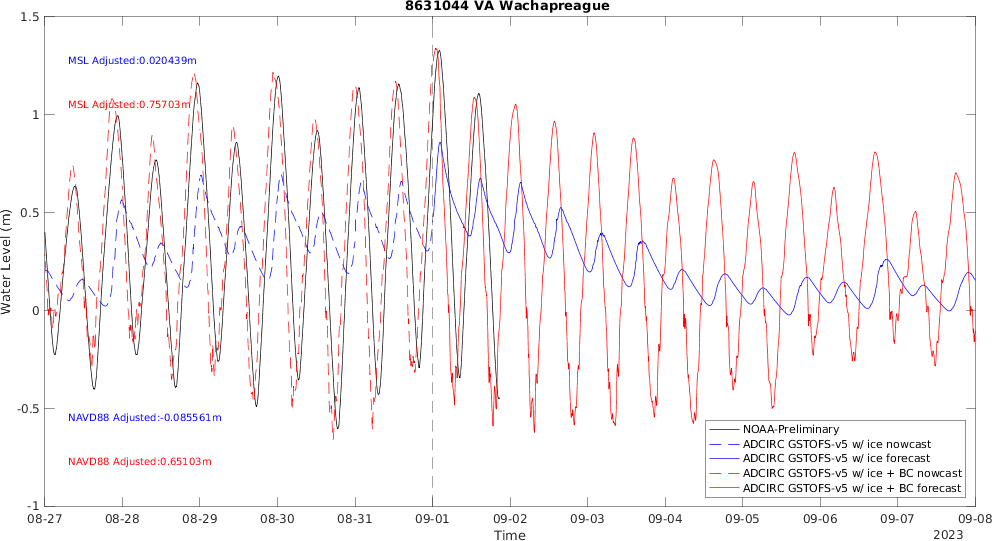 8631044 VA Wachapreague
1.5
1
0.5
0
-0.5
-1
Water Level (m)
MSL Adjusted:0.020439m
MSL Adjusted:0.75703m
NAVD88 Adjusted:-0.085561m
NAVD88 Adjusted:0.65103m
NOAA-Preliminary
ADCIRC GSTOFS-v5 w/ ice nowcast
ADCIRC GSTOFS-v5 w/ ice forecast
ADCIRC GSTOFS-v5 w/ ice + BC nowcast
ADCIRC GSTOFS-v5 w/ ice + BC forecast
08-27 08-28 08-29 08-30 08-31 09-01 09-02 09-03 09-04 09-05 09-06 09-07 09-08
Time
2023